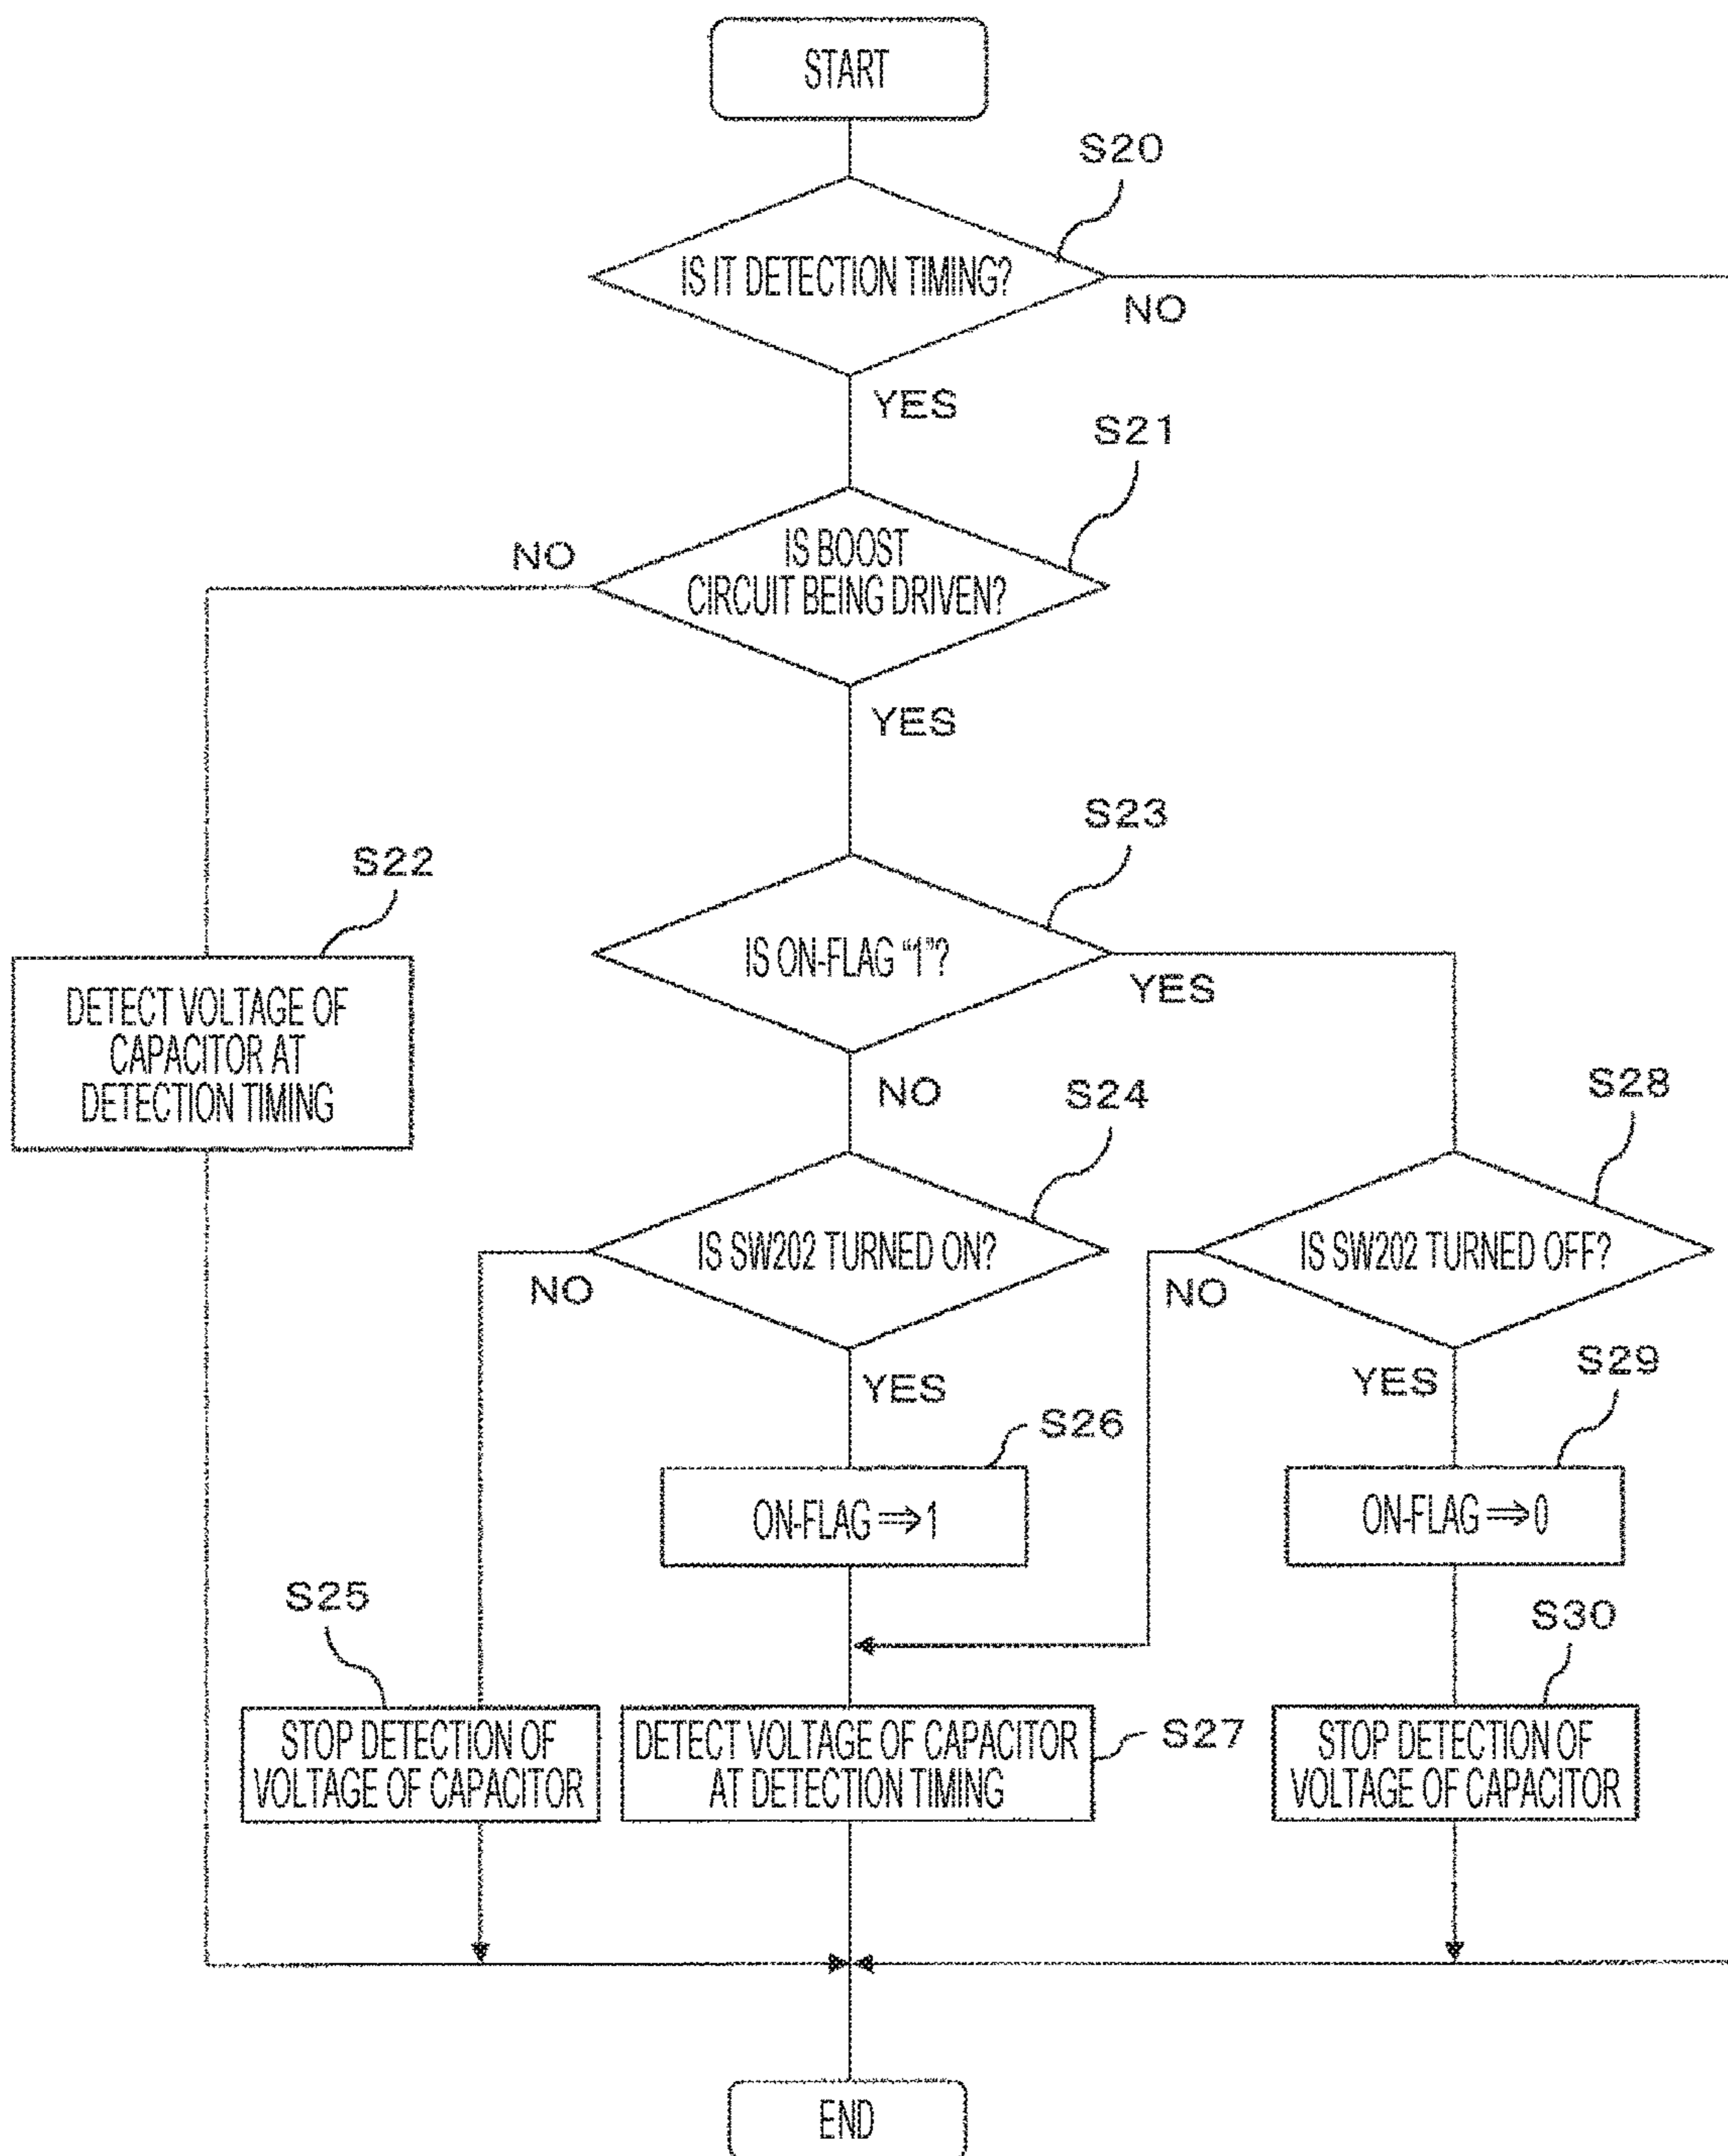 START
S20
IS IT DETECTION TIMING?
NO
YES
S21
IS BOOST
CIRCUIT BEING DRIVEN?
NO
YES
S22
DETECT VOLTAGE OF
CAPACITOR AT
DETECTION TIMING
S23
IS ON-FLAG “1”?
YES
NO
S24
IS SW202 TURNED ON?
NO
YES
S28
IS SW202 TURNED OFF?
NO
YES
S26
ON-FLAG ⇒ 1
S29
ON-FLAG ⇒ 0
S25
STOP DETECTION OF
VOLTAGE OF CAPACITOR
DETECT VOLTAGE OF CAPACITOR
AT DETECTION TIMING
S27
S30
STOP DETECTION OF
VOLTAGE OF CAPACITOR
END